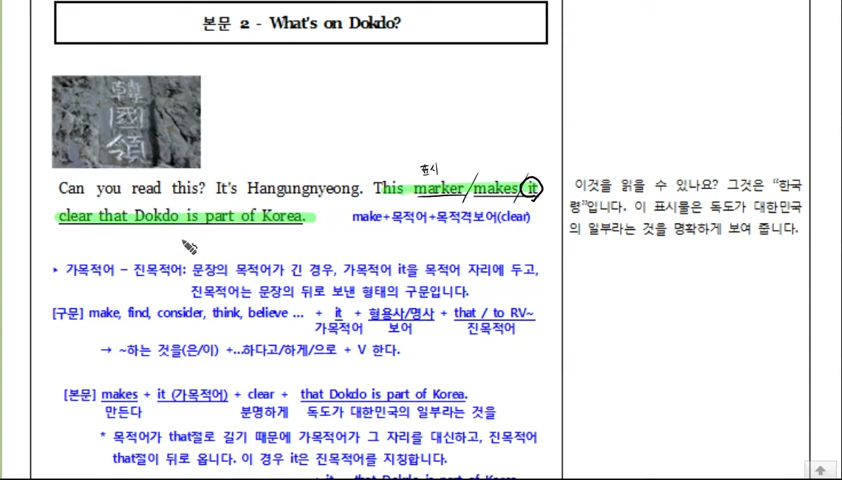 본문 2 - What's on Dokdo?
韓
國
領
표시
Can you read this? It's Hangungnyeong. This marker makes it
clear that Dokdo is part of Korea.
make+목적어+목적격보어(clear)
이것을 읽을 수 있나요? 그것은 “한국
령”입니다. 이 표시물은 독도가 대한민국
의 일부라는 것을 명확하게 보여 줍니다.
▸ 가목적어 – 진목적어: 문장의 목적어가 긴 경우, 가목적어 it을 목적어 자리에 두고,
진목적어는 문장의 뒤로 보낸 형태의 구문입니다.
[구문] make, find, consider, think, believe ... + it + 형용사/명사 + that / to RV~
가목적어 보어 진목적어
→ ~하는 것을(은/이) +...하다고/하게/으로 + V 한다.
[본문] makes + it (가목적어) + clear + that Dokdo is part of Korea.
만든다 분명하게 독도가 대한민국의 일부라는 것을
* 목적어가 that절로 길기 때문에 가목적어가 그 자리를 대신하고, 진목적어
that절이 뒤로 옵니다. 이 경우 it은 진목적어를 지칭합니다.